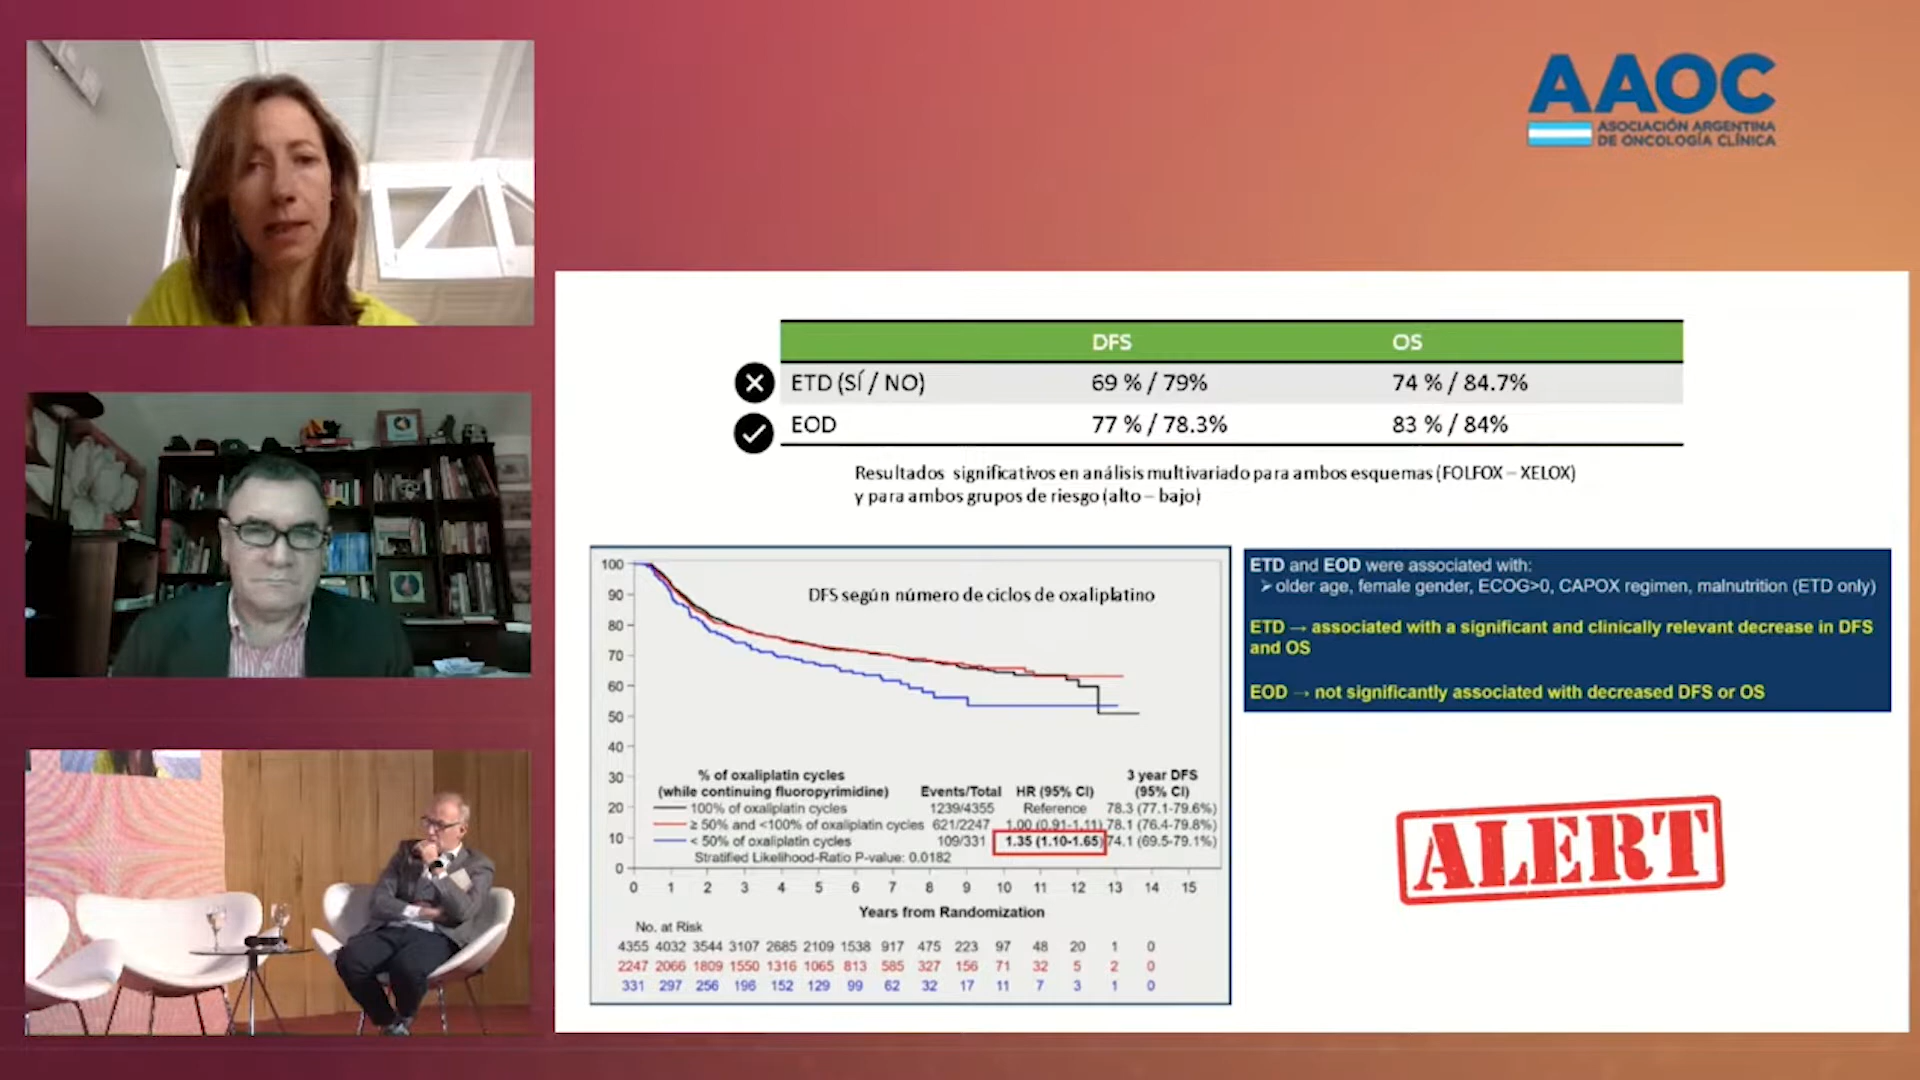 AAOC
ASOCIACIÓN ARGENTINA
DE ONCOLOGÍA CLÍNICA
DFS OS
ETD (SÍ / NO) 69 % / 79% 74 % / 84.7%
EOD 77 % / 78.3% 83 % / 84%
Resultados significativos en análisis multivariado para ambos esquemas (FOLFOX – XELOX)
y para ambos grupos de riesgo (alto – bajo)
DFS según número de ciclos de oxaliplatino
100
90
80
70
60
50
40
30
20
10
0
% of oxaliplatin cycles 3 year DFS
(while continuing fluoropyrimidine) Events/Total HR (95% CI) (95% CI)
100% of oxaliplatin cycles 1239/4355 Reference 78.3 (77.1-79.6%)
≥ 50% and <100% of oxaliplatin cycles 621/2247 1.00 (0.91-1.11) 78.1 (76.4-79.8%)
< 50% of oxaliplatin cycles 109/331 1.35 (1.10-1.65) 74.1 (69.5-79.1%)
Stratified Likelihood-Ratio P-value: 0.0182
0 1 2 3 4 5 6 7 8 9 10 11 12 13 14 15
Years from Randomization
No. at Risk
4355 4032 3544 3107 2685 2109 1538 917 475 223 97 48 20 1 0
2247 2066 1809 1550 1316 1065 813 585 327 156 71 32 5 2 0
331 297 256 196 152 129 99 62 32 17 11 7 3 1 0
ETD and EOD were associated with:
➢ older age, female gender, ECOG>0, CAPOX regimen, malnutrition (ETD only)
ETD → associated with a significant and clinically relevant decrease in DFS
and OS
EOD → not significantly associated with decreased DFS or OS
ALERT